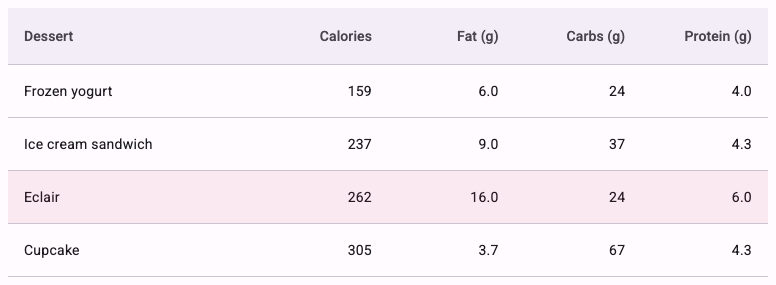 Dessert Calories Fat (g) Carbs (g) Protein (g)
Frozen yogurt 159 6.0 24 4.0
Ice cream sandwich 237 9.0 37 4.3
Eclair 262 16.0 24 6.0
Cupcake 305 3.7 67 4.3